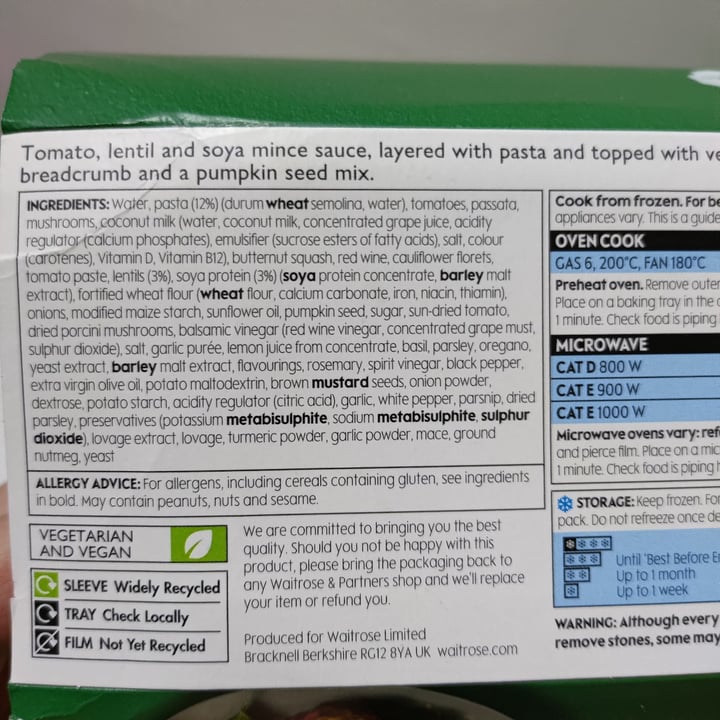 Tomato, lentil and soya mince sauce, layered with pasta and topped with
breadcrumb and a pumpkin seed mix.
INGREDIENTS: Water, pasta (12%) (durum wheat semolina, water), tomatoes, passata,
mushrooms, coconut milk (water, coconut milk, concentrated grape juice, acidity
regulator (calcium phosphates), emulsifier (sucrose esters of fatty acids), salt, colour
(carotenes), Vitamin D, Vitamin B12), butternut squash, red wine, cauliflower florets,
tomato paste, lentils (3%), soya protein (3%) (soya protein concentrate, barley malt
extract), fortified wheat flour (wheat flour, calcium carbonate, iron, niacin, thiamin),
onions, modified maize starch, sunflower oil, pumpkin seed, sugar, sun-dried tomato,
dried porcini mushrooms, balsamic vinegar (red wine vinegar, concentrated grape must,
sulphur dioxide), salt, garlic purée, lemon juice from concentrate, basil, parsley, oregano,
yeast extract, barley malt extract, flavourings, rosemary, spirit vinegar, black pepper,
extra virgin olive oil, potato maltodextrin, brown mustard seeds, onion powder,
dextrose, potato starch, acidity regulator (citric acid), garlic, white pepper, parsnip, dried
parsley, preservatives (potassium metabisulphite, sodium metabisulphite, sulphur
dioxide), lovage extract, lovage, turmeric powder, garlic powder, mace, ground
nutmeg, yeast
ALLERGY ADVICE: For allergens, including cereals containing gluten, see ingredients
in bold. May contain peanuts, nuts and sesame.
VEGETARIAN
AND VEGAN
SLEEVE Widely Recycled
TRAY Check Locally
FILM Not Yet Recycled
We are committed to bringing you the best
quality. Should you not be happy with this
product, please bring the packaging back to
any Waitrose & Partners shop and we'll replace
your item or refund you.
Produced for Waitrose Limited
Bracknell Berkshire RG12 8YA UK waitrose.com
Cook from frozen. For
appliances vary. This is a guide
OVEN COOK
GAS 6, 200°C, FAN 180°C
Preheat oven. Remove outer
Place on a baking tray in the
1 minute. Check food is piping
MICROWAVE
CAT D 800 W
CAT E 900 W
CAT E 1000 W
Microwave ovens vary:
and pierce film. Place on a
1 minute. Check food is piping
STORAGE: Keep frozen. For
pack. Do not refreeze once
Until 'Best Before
Up to 1 month
Up to 1 week
WARNING: Although every
remove stones, some may